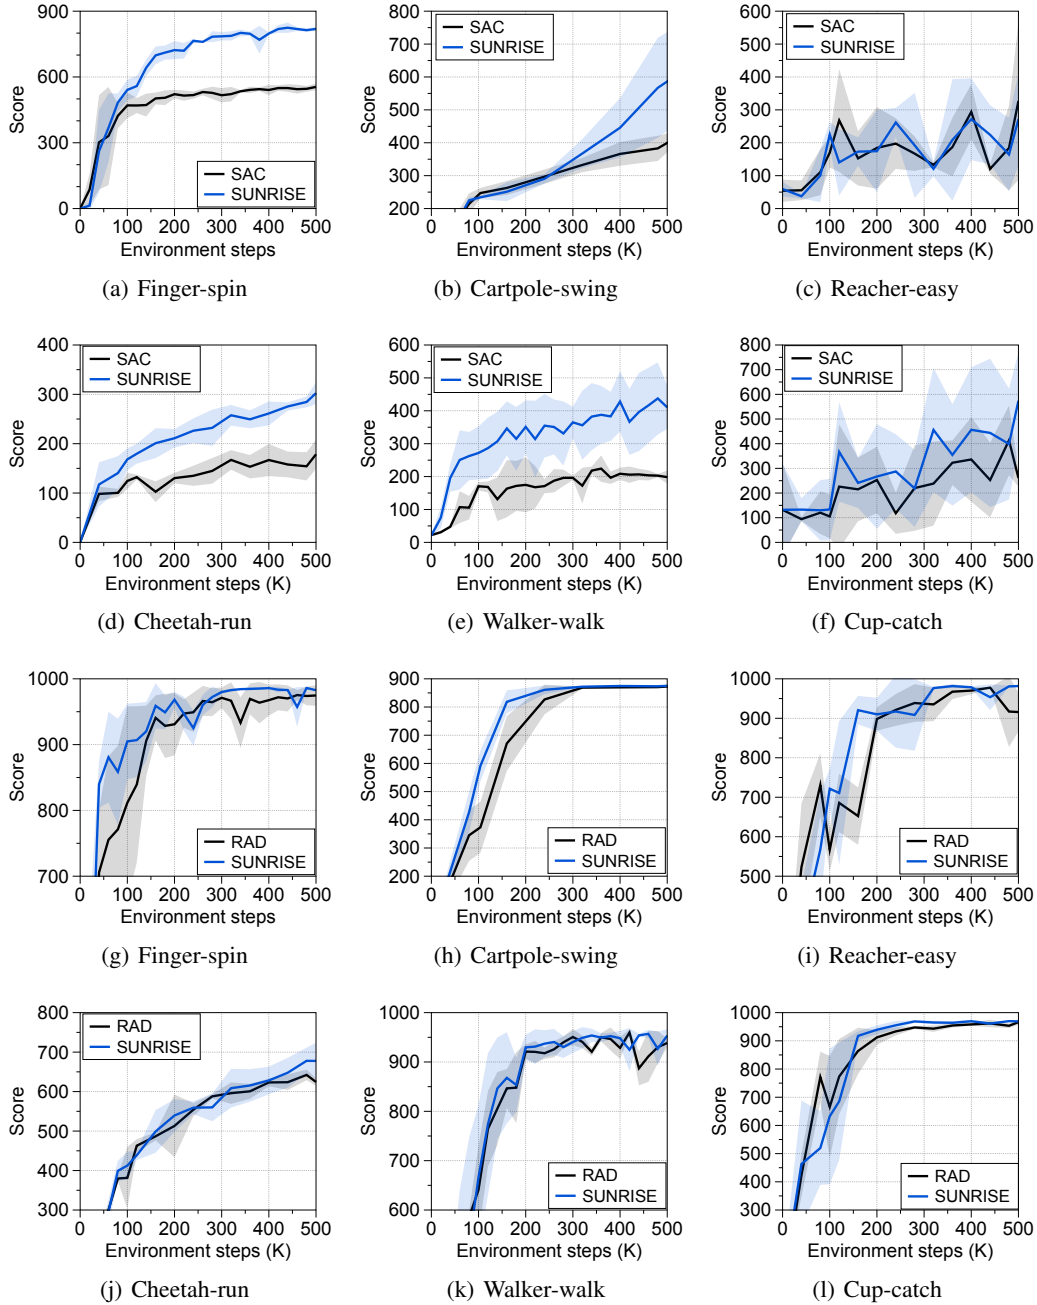 900
600
300
0
Score
SAC
SUNRISE
0 100 200 300 400 500
Environment steps
(a) Finger-spin
800
700
600
500
400
300
200
Score
SAC
SUNRISE
0 100 200 300 400 500
Environment steps (K)
(b) Cartpole-swing
600
500
400
300
200
100
0
Score
SAC
SUNRISE
0 100 200 300 400 500
Environment steps (K)
(c) Reacher-easy
400
300
200
100
0
Score
SAC
SUNRISE
0 100 200 300 400 500
Environment steps (K)
(d) Cheetah-run
600
500
400
300
200
100
0
Score
SAC
SUNRISE
0 100 200 300 400 500
Environment steps (K)
(e) Walker-walk
800
700
600
500
400
300
200
100
0
Score
SAC
SUNRISE
0 100 200 300 400 500
Environment steps (K)
(f) Cup-catch
1000
900
800
700
Score
RAD
SUNRISE
0 100 200 300 400 500
Environment steps
(g) Finger-spin
900
800
700
600
500
400
300
200
Score
RAD
SUNRISE
0 100 200 300 400 500
Environment steps (K)
(h) Cartpole-swing
1000
900
800
700
600
500
Score
RAD
SUNRISE
0 100 200 300 400 500
Environment steps (K)
(i) Reacher-easy
800
700
600
500
400
300
Score
RAD
SUNRISE
0 100 200 300 400 500
Environment steps (K)
(j) Cheetah-run
1000
900
800
700
600
Score
RAD
SUNRISE
0 100 200 300 400 500
Environment steps (K)
(k) Walker-walk
1000
900
800
700
600
500
400
300
Score
RAD
SUNRISE
0 100 200 300 400 500
Environment steps (K)
(l) Cup-catch